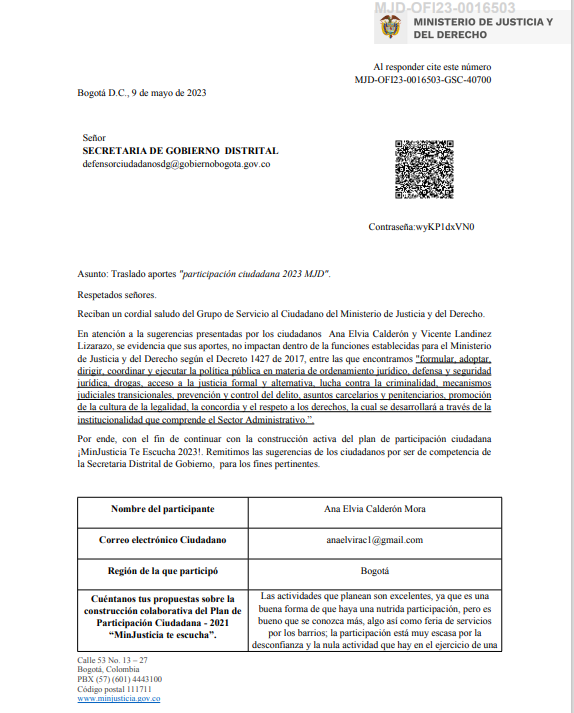 MJD-OFI23-0016503
MINISTERIO DE JUSTICIA Y
DEL DERECHO
Al responder cite este número
MJD-OFI23-0016503-GSC-40700
Bogotá D.C., 9 de mayo de 2023
Señor
SECRETARIA DE GOBIERNO DISTRITAL
defensorciudadanosdg@gobiernobogota.gov.co
Contraseña:wyKP1dxVN0
Asunto: Traslado aportes "participación ciudadana 2023 MJD".
Respetados señores.
Reciban un cordial saludo del Grupo de Servicio al Ciudadano del Ministerio de Justicia y del Derecho.
En atención a la sugerencias presentadas por los ciudadonos Ana Elvia Calderón y Vicente Landinez
Lizarazo, se evidencia que sus aportes, no impactan dentro de la funciones establecidas para el Ministerio
de Justicia y del Derecho según el Decreto 1427 de 2017, entre las que encontramos "formular, adoptar,
dirigir, coordinar y ejecutar la política pública en materia de ordenamiento jurídico, defensa y seguridad
jurídica, drogas, acceso a la justicia formal y alternativa, lucha contra la criminalidad, mecanismos
judiciales transicionales, prevención y control del delito, asuntos carcelarios y penitenciarios, promoción
de la cultura de la legalidad, la concordia y el respeto a los derechos, la cual se desarrollará a través de la
institucionalidad que comprende el Sector Administrativo.".
Por ende, con el fin de continuar con la construcción activa del plan de participación ciudadana
¡MinJusticia Te Escucha 2023!. Remitimos las sugerencias de los ciudadanos por ser de competencia de
la Secretaria Distrital de Gobierno, para los fines pertinentes.
Nombre del participante
Ana Elvia Calderón Mora
Correo electrónico Ciudadano
anaelvirac1@gmail.com
Región de la que participó
Bogotá
Cuéntanos tus propuestas sobre la
construcción colaborativa del Plan de
Participación Ciudadana - 2021
“MinJusticia te escucha”.
Las actividades que planean son excelentes, ya que es una
buena forma de que haya una nutrida participación, pero es
bueno que se conozca más, algo así como feria de servicios
por los barrios; la participación está muy escasa por la
desconfianza y la nula actividad que hay en el ejercicio de una
Calle 53 No. 13 – 27
Bogotá, Colombia
PBX (57) (601) 4443100
Código postal 111711
www.minjusticia.gov.co